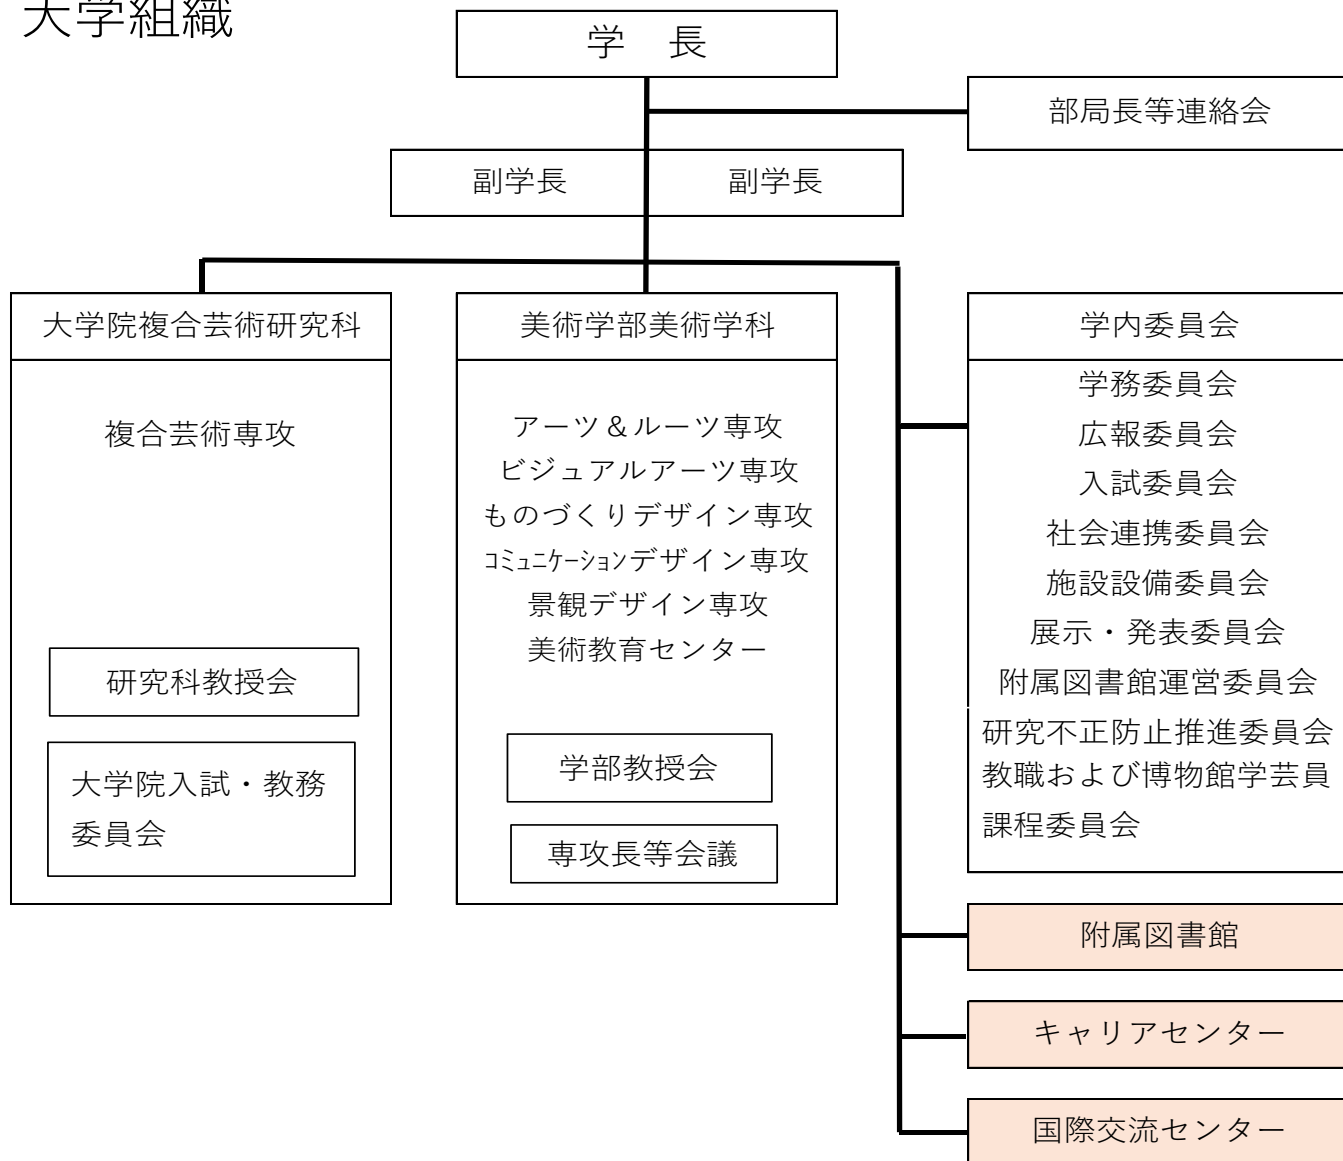 大学組織
学　長
部局長等連絡会
副学長
副学長
大学院複合芸術研究科
複合芸術専攻
研究科教授会
大学院入試・教務
委員会
美術学部美術学科
アーツ＆ルーツ専攻
ビジュアルアーツ専攻
ものづくりデザイン専攻
ｺﾐｭﾆｹｰｼｮﾝデザイン専攻
景観デザイン専攻
美術教育センター
学部教授会
専攻長等会議
学内委員会
学務委員会
広報委員会
入試委員会
社会連携委員会
施設設備委員会
展示・発表委員会
附属図書館運営委員会
研究不正防止推進委員会
教職および博物館学芸員
課程委員会
附属図書館
キャリアセンター
国際交流センター